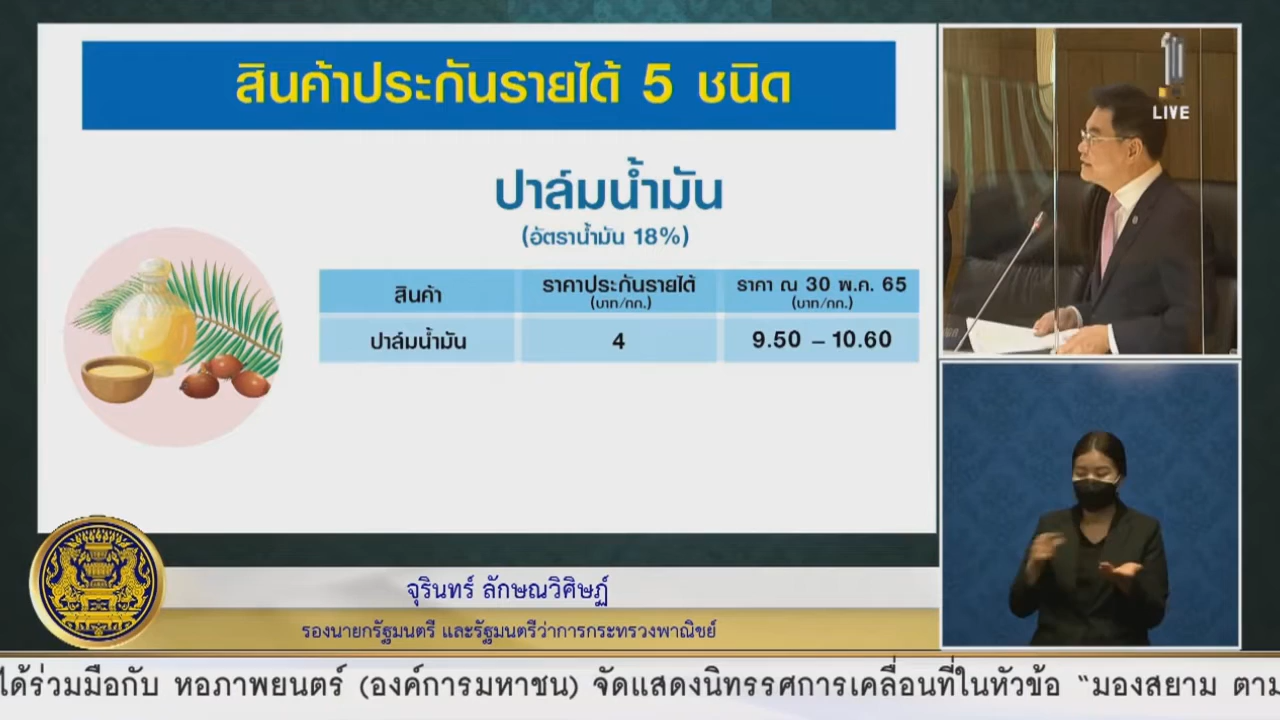 สินค้าประกันรายได้ 5 ชนิด
ปาล์มน้ำมัน
(อัตราน้ำมัน 18%)
สินค้า ราคาประกันรายได้ (บาท/กก.) ราคา ณ 30 พ.ค. 65 (บาท/กก.)
ปาล์มน้ำมัน 4 9.50 – 10.60
LIVE
จุรินทร์ ลักษณวิศิษฏ์
รองนายกรัฐมนตรี และรัฐมนตรีว่าการกระทรวงพาณิชย์
ได้ร่วมมือกับ หอภาพยนตร์ (องค์การมหาชน) จัดแสดงนิทรรศการเคลื่อนที่ในหัวข้อ “มองสยาม ตาม